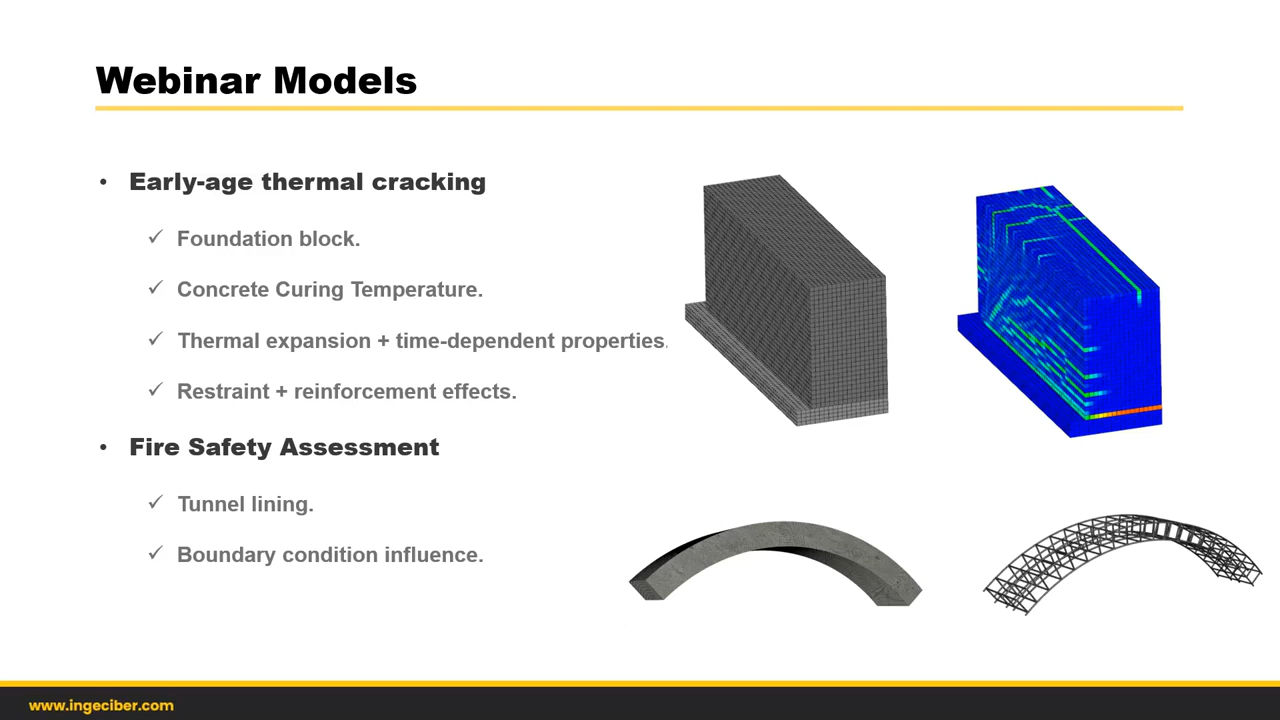 Webinar Models
• Early-age thermal cracking
✓ Foundation block.
✓ Concrete Curing Temperature.
✓ Thermal expansion + time-dependent properties.
✓ Restraint + reinforcement effects.
• Fire Safety Assessment
✓ Tunnel lining.
✓ Boundary condition influence.
www.ingeciber.com